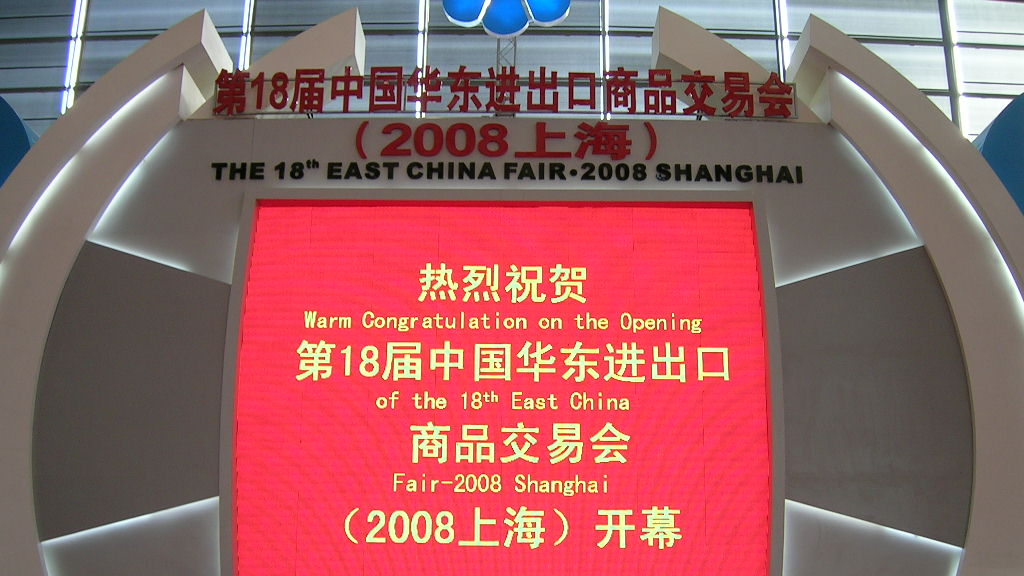 第18届中国华东进出口商品交易会
（2008上海）
THE 18th EAST CHINA FAIR·2008 SHANGHAI
热烈祝贺
Warm Congratulation on the Opening
第18届中国华东进出口
of the 18th East China
商品交易会
Fair-2008 Shanghai
（2008上海）开幕